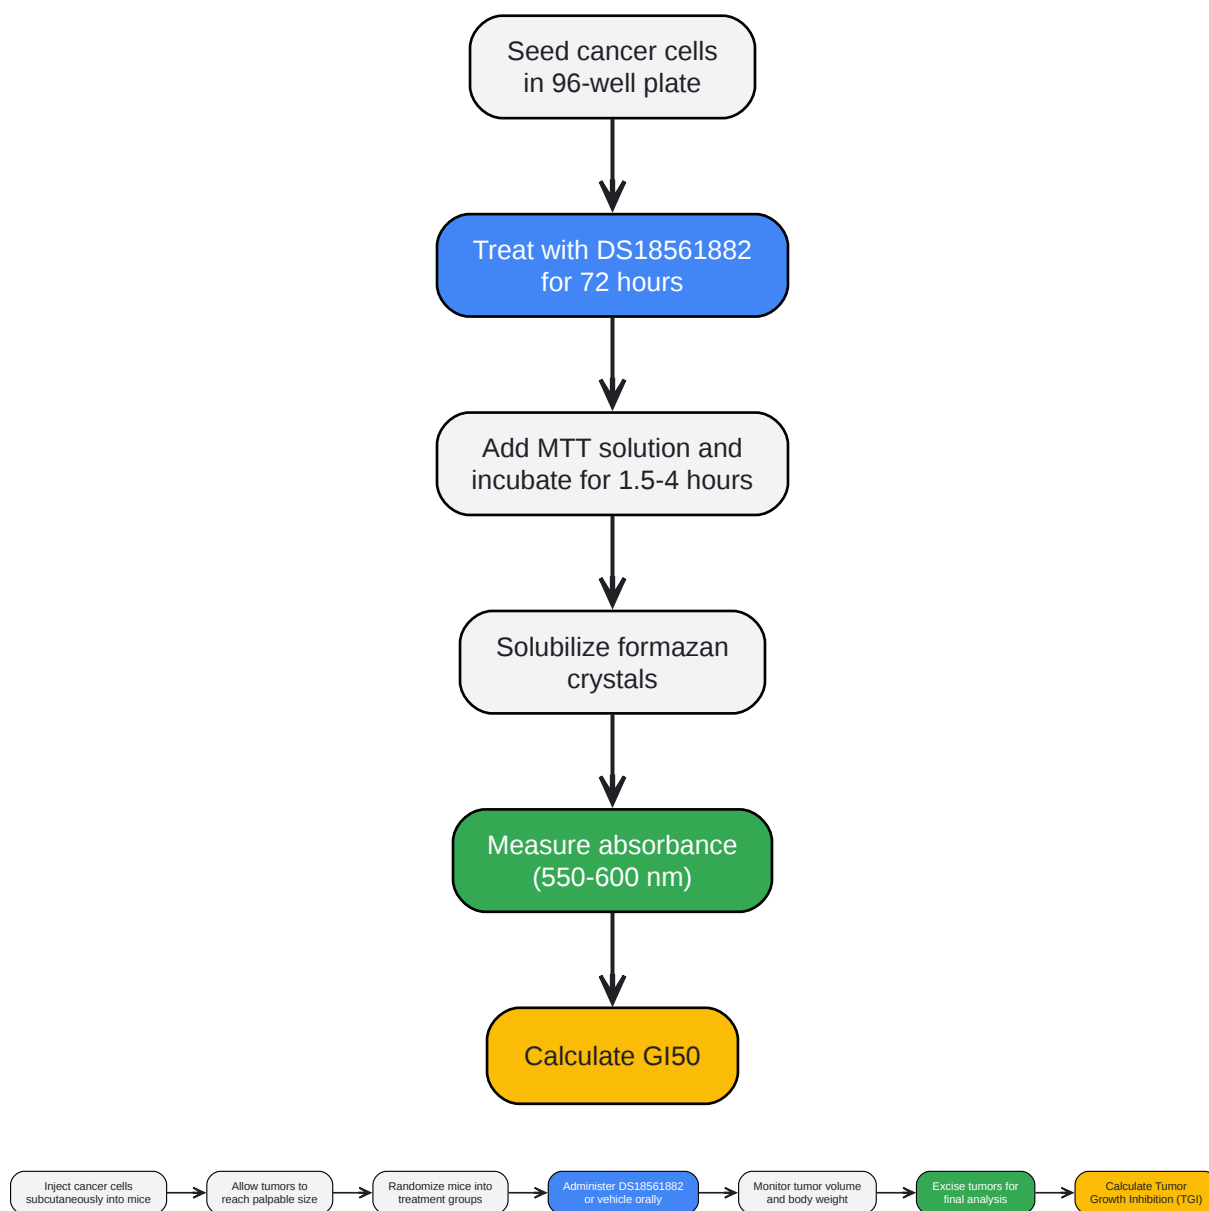 Seed cancer cells
in 96-well plate
Treat with DS18561882
for 72 hours
Add MTT solution and
incubate for 1.5-4 hours
Solubilize formazan
crystals
Measure absorbance
(550-600 nm)
Calculate GI50
Inject cancer cells
subcutaneously into mice
Allow tumors to
reach palpable size
Randomize mice into
treatment groups
Administer DS18561882
or vehicle orally
Monitor tumor volume
and body weight
Excise tumors for
final analysis
Calculate Tumor
Growth Inhibition (TGI)